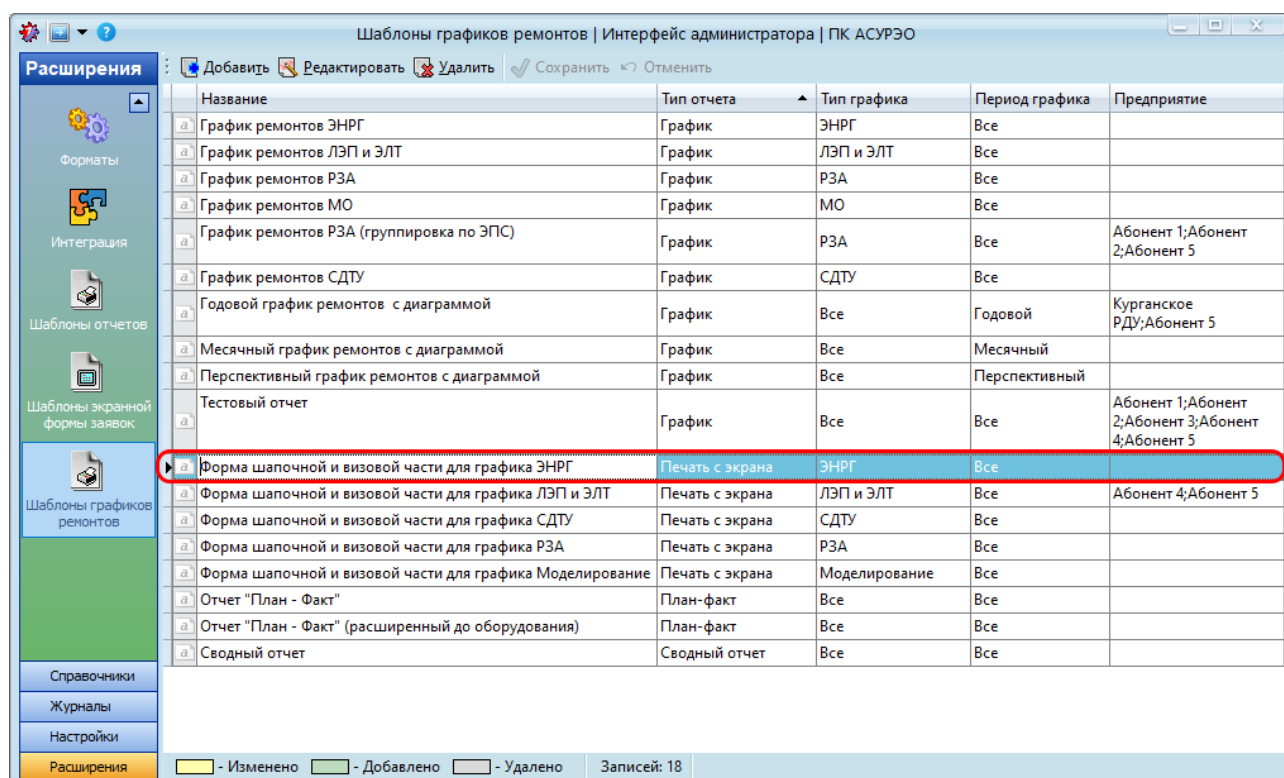 Шаблоны графиков ремонтов | Интерфейс администратора | ПК АСУРЭО
Расширения
Добавить Редактировать Удалить Сохранить Отменить
Форматы
Интеграция
Шаблоны отчетов
Шаблоны экранной
формы заявок
Шаблоны графиков
ремонтов
Справочники
Журналы
Настройки
Расширения
Название Тип отчета Тип графика Период графика Предприятие
График ремонтов ЭНРГ График ЭНРГ Все
График ремонтов ЛЭП и ЭЛТ График ЛЭП и ЭЛТ Все
График ремонтов РЗА График РЗА Все
График ремонтов МО График МО Все
График ремонтов РЗА (группировка по ЭПС) График РЗА Все Абонент 1;Абонент
2;Абонент 5
График ремонтов СДТУ График СДТУ Все
Годовой график ремонтов с диаграммой График Все Годовой Курганское
РДУ;Абонент 5
Месячный график ремонтов с диаграммой График Все Месячный
Перспективный график ремонтов с диаграммой График Все Перспективный
Тестовый отчет График Все Все Абонент 1;Абонент
2;Абонент 3;Абонент
4;Абонент 5
Форма шапочной и визовой части для графика ЭНРГ Печать с экрана ЭНРГ Все
Форма шапочной и визовой части для графика ЛЭП и ЭЛТ Печать с экрана ЛЭП и ЭЛТ Все Абонент 4;Абонент 5
Форма шапочной и визовой части для графика СДТУ Печать с экрана СДТУ Все
Форма шапочной и визовой части для графика РЗА Печать с экрана РЗА Все
Форма шапочной и визовой части для графика Моделирование Печать с экрана Моделирование Все
Отчет "План - Факт" План-факт Все Все
Отчет "План - Факт" (расширенный до оборудования) План-факт Все Все
Сводный отчет Сводный отчет Все Все
- Изменено - Добавлено - Удалено Записей: 18